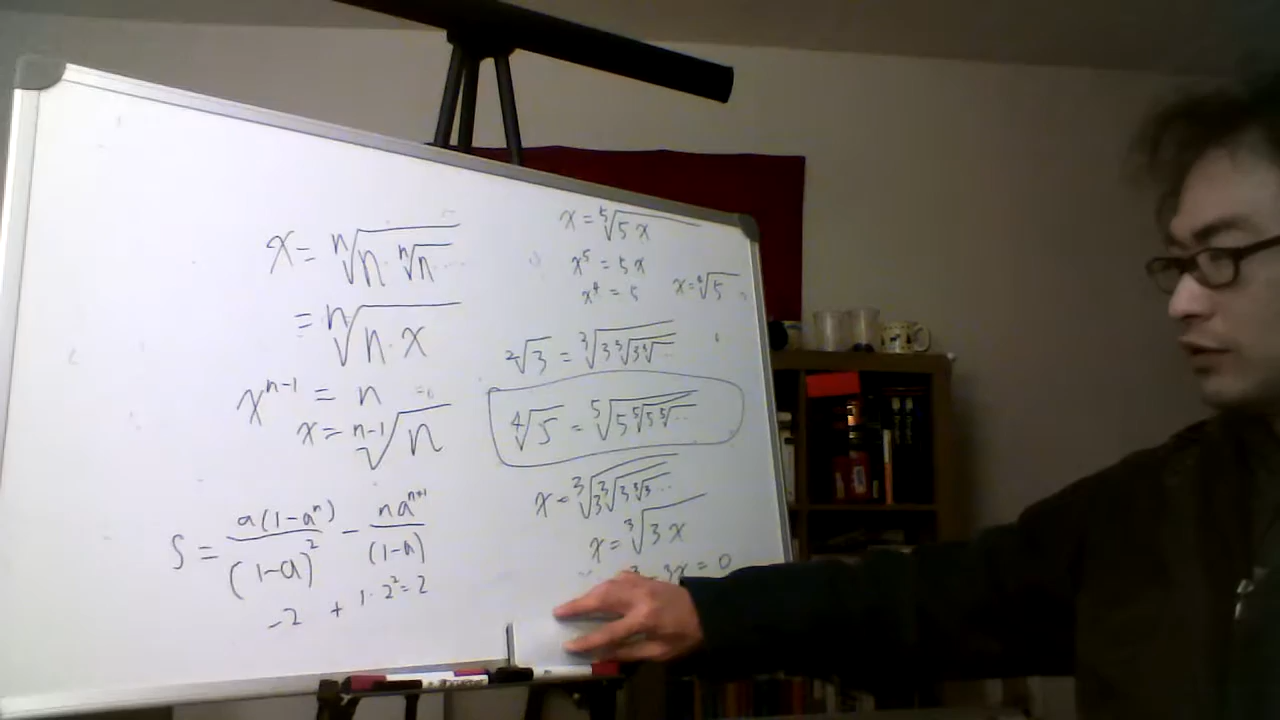 x = ⁿ√(n · ⁿ√n ...
= ⁿ√(n · x)
xⁿ⁻¹ = n
x = ⁿ⁻¹√n
S = a(1-aⁿ)/(1-a)² - naⁿ⁺¹/(1-a)
-2 + 1·2² = 2
x = ⁵√(5x)
x⁵ = 5x
x⁴ = 5 x = ⁴√5
²√3 = ³√(3 ³√(3 ³√...
⁴√5 = ⁵√(5 ⁵√(5 ⁵√...
x = ³√(3 ³√(3 ³√(3 ...
x = ³√(3x)
³ - 3x = 0